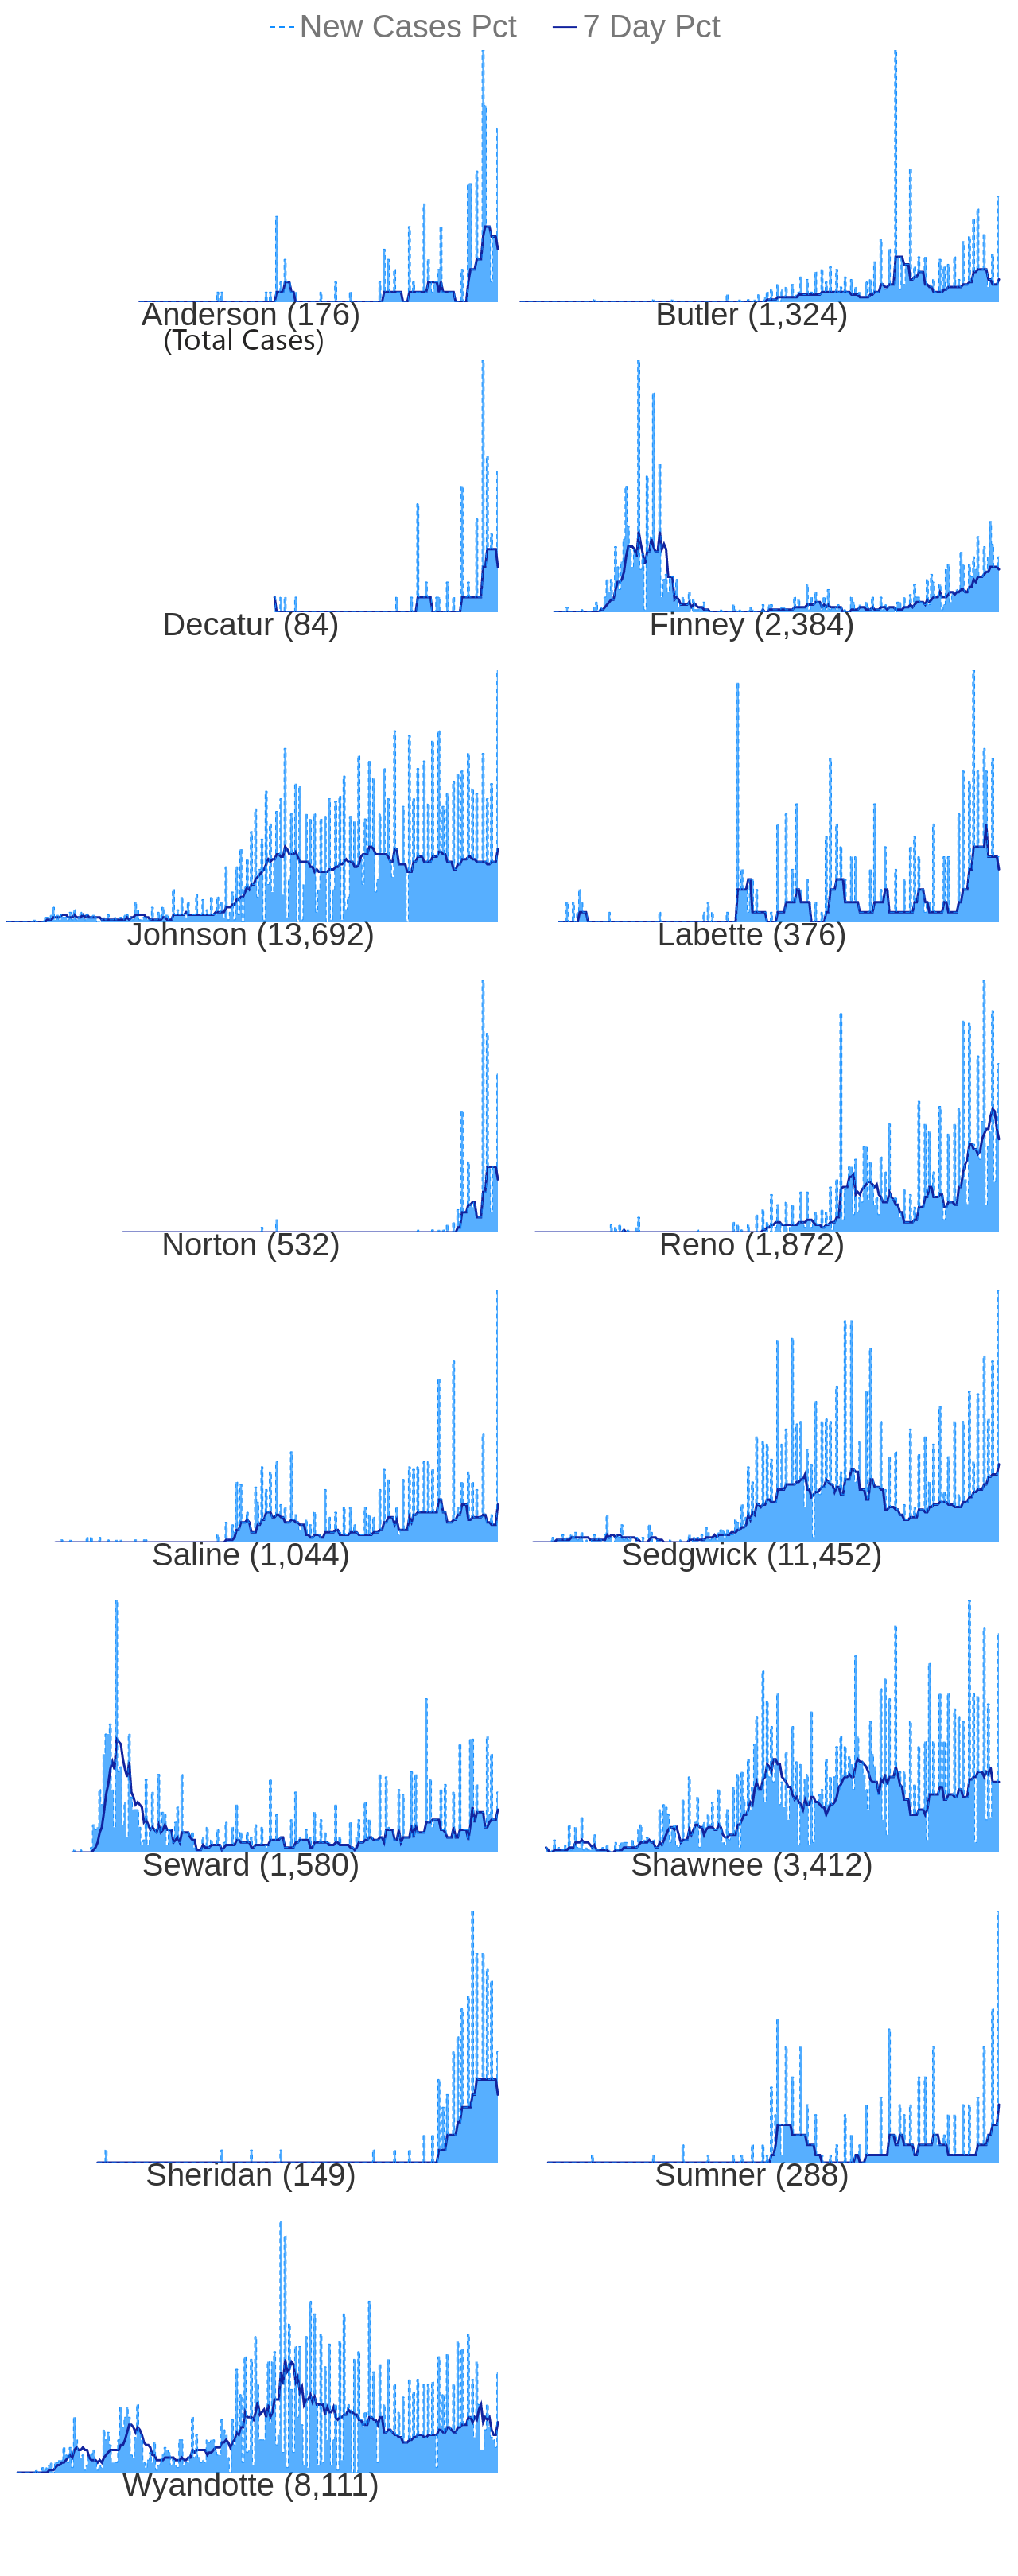 New Cases Pct 7 Day Pct
Anderson (176) Butler (1,324)
(Total Cases)
Decatur (84) Finney (2,384)
Johnson (13,692) Labette (376)
Norton (532) Reno (1,872)
Saline (1,044) Sedgwick (11,452)
Seward (1,580) Shawnee (3,412)
Sheridan (149) Sumner (288)
Wyandotte (8,111)